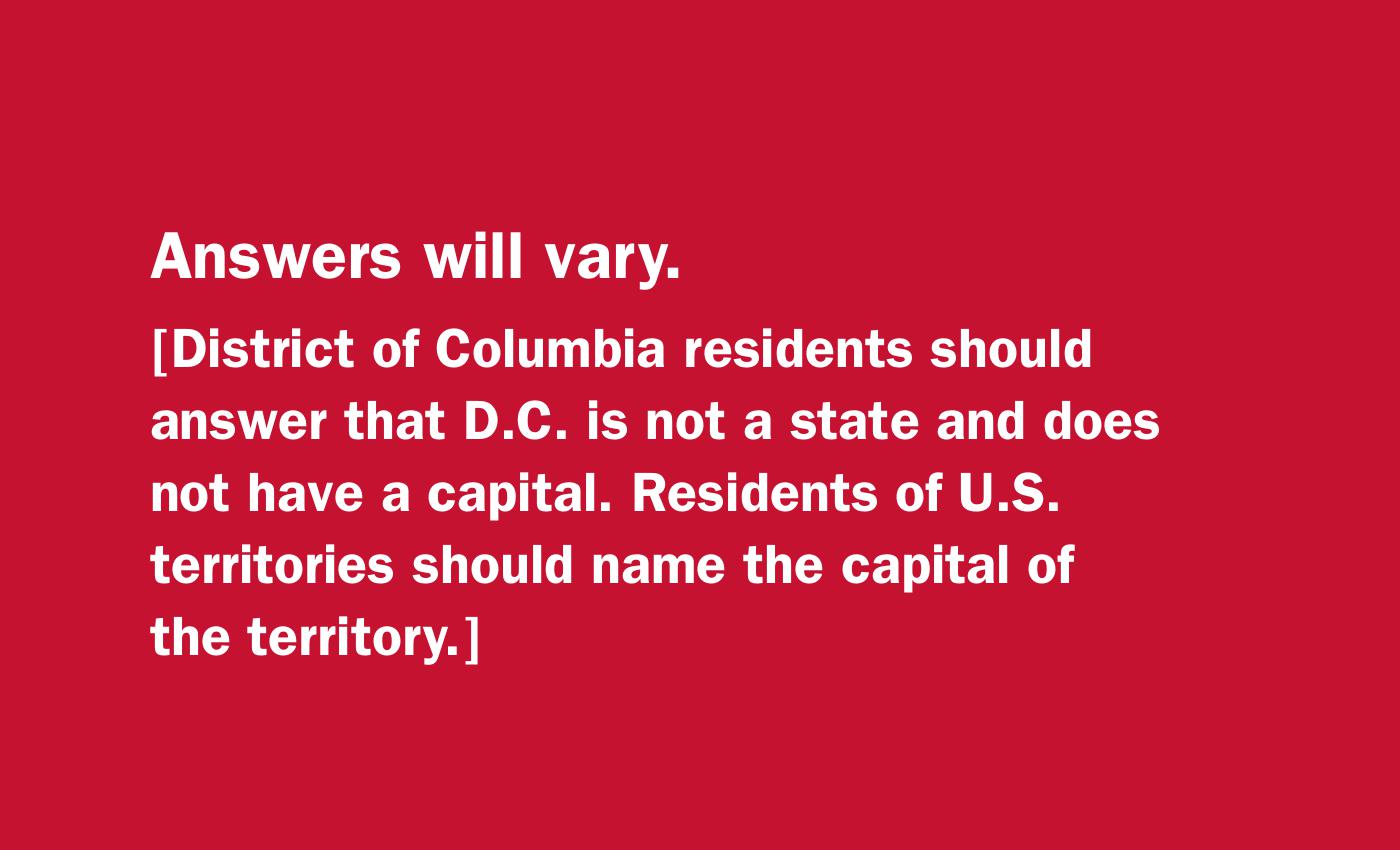 Answers will vary.
[District of Columbia residents should
answer that D.C. is not a state and does
not have a capital. Residents of U.S.
territories should name the capital of
the territory.]